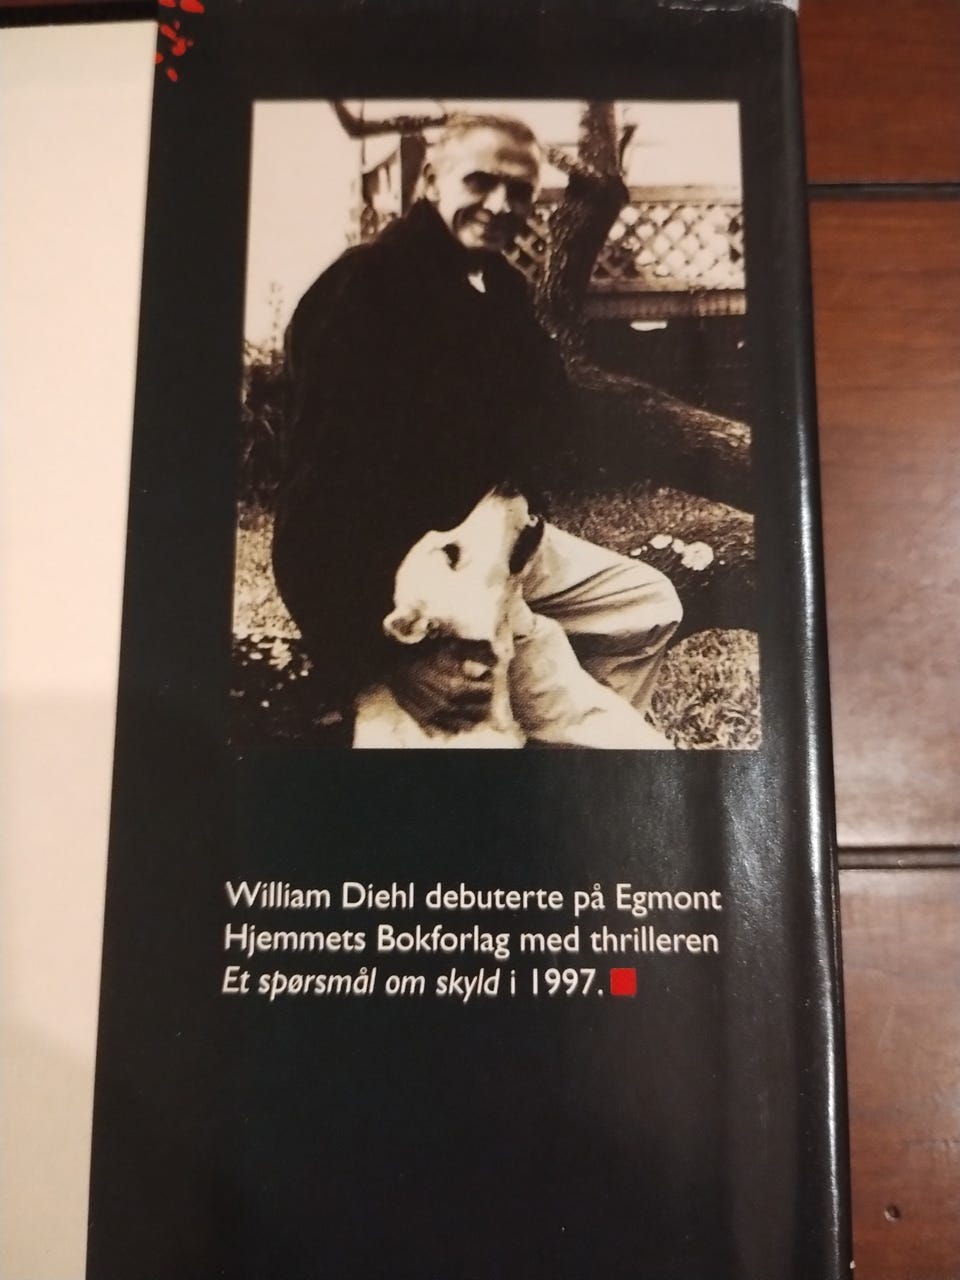 William Diehl debuterte på Egmont
Hjemmets Bokforlag med thrilleren
Et spørsmål om skyld i 1997.